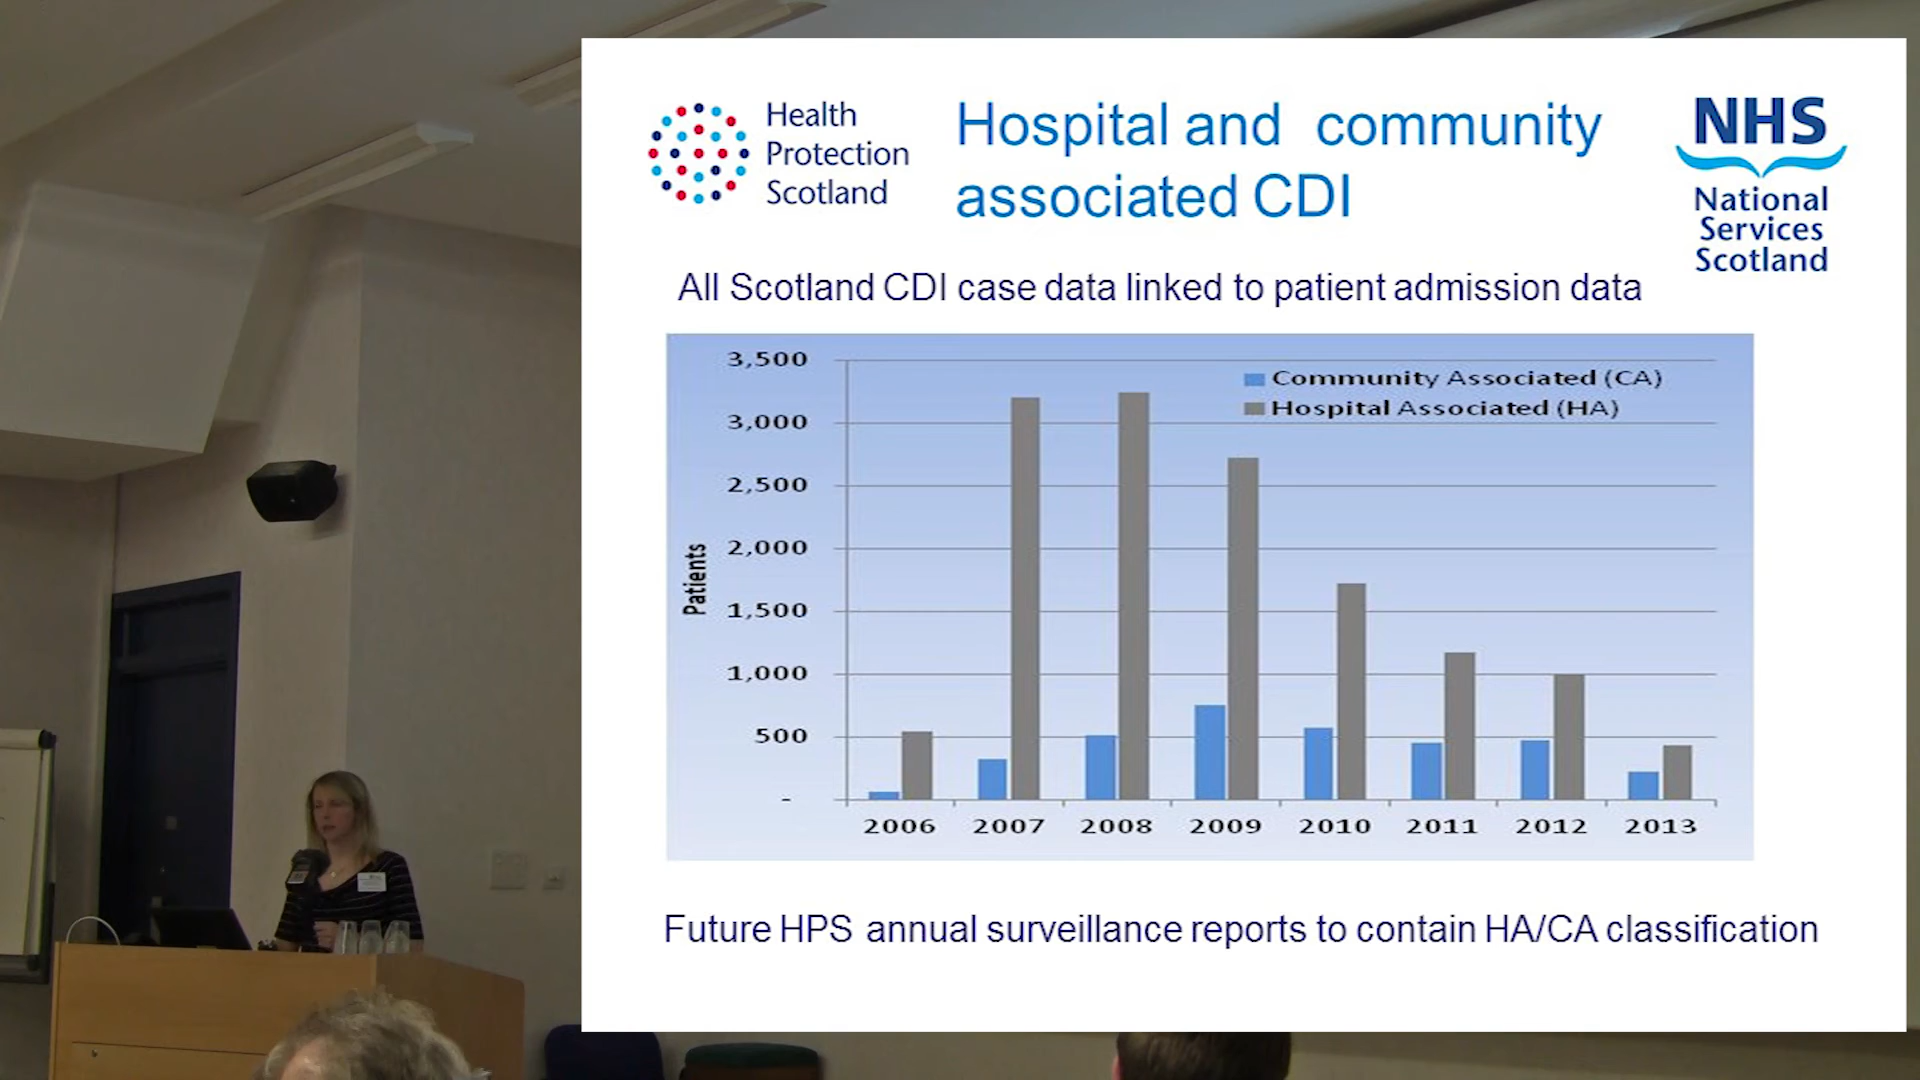 Health
Protection
Scotland
Hospital and community
associated CDI
NHS
National
Services
Scotland
All Scotland CDI case data linked to patient admission data
3,500
3,000
2,500
2,000
1,500
1,000
500
-
Patients
Community Associated (CA)
Hospital Associated (HA)
2006 2007 2008 2009 2010 2011 2012 2013
Future HPS annual surveillance reports to contain HA/CA classification